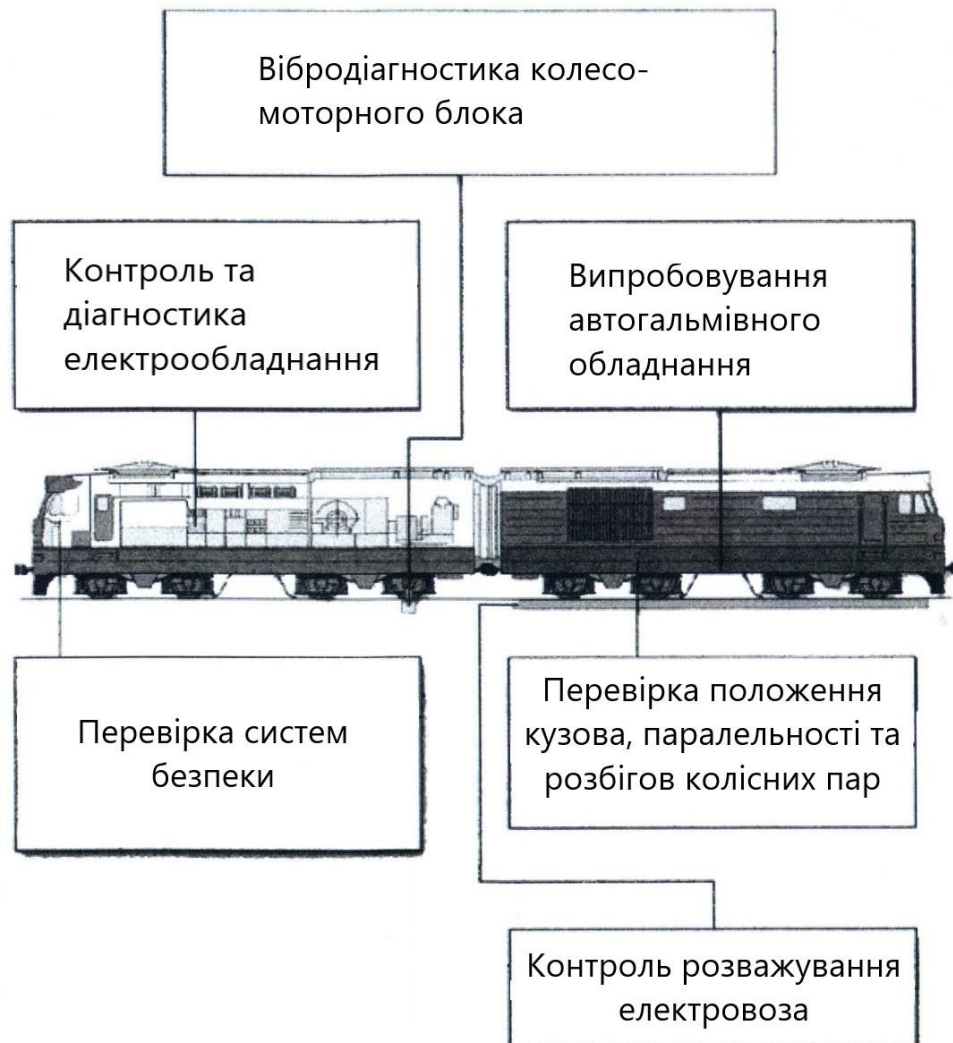 Вібродіагностика колесо-
моторного блока
Контроль та
діагностика
електрообладнання
Випробовування
автогальмівного
обладнання
Перевірка систем
безпеки
Перевірка положення
кузова, паралельності та
розбігов колісних пар
Контроль розважування
електровоза